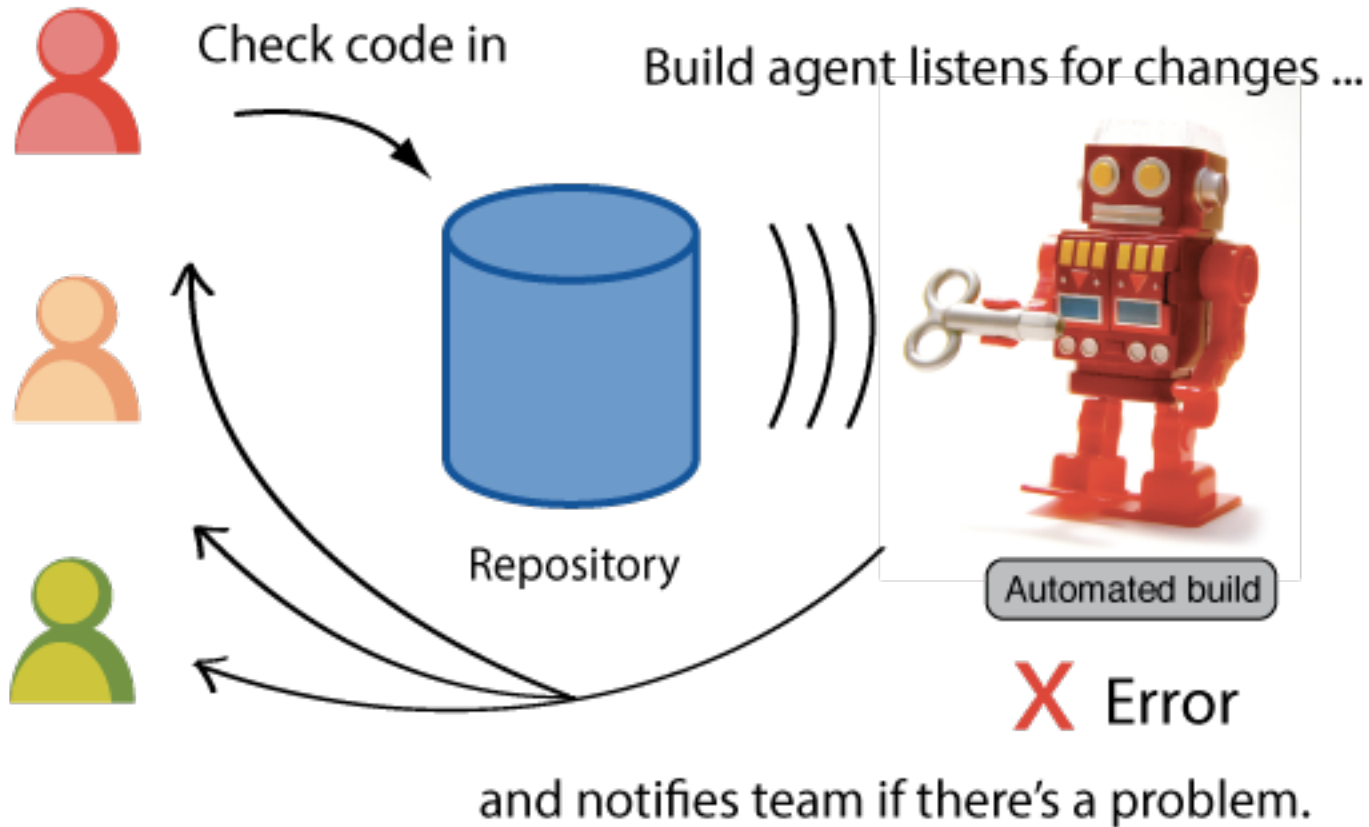 Check code in
Build agent listens for changes ...
Repository
Automated build
X Error
and notifies team if there's a problem.